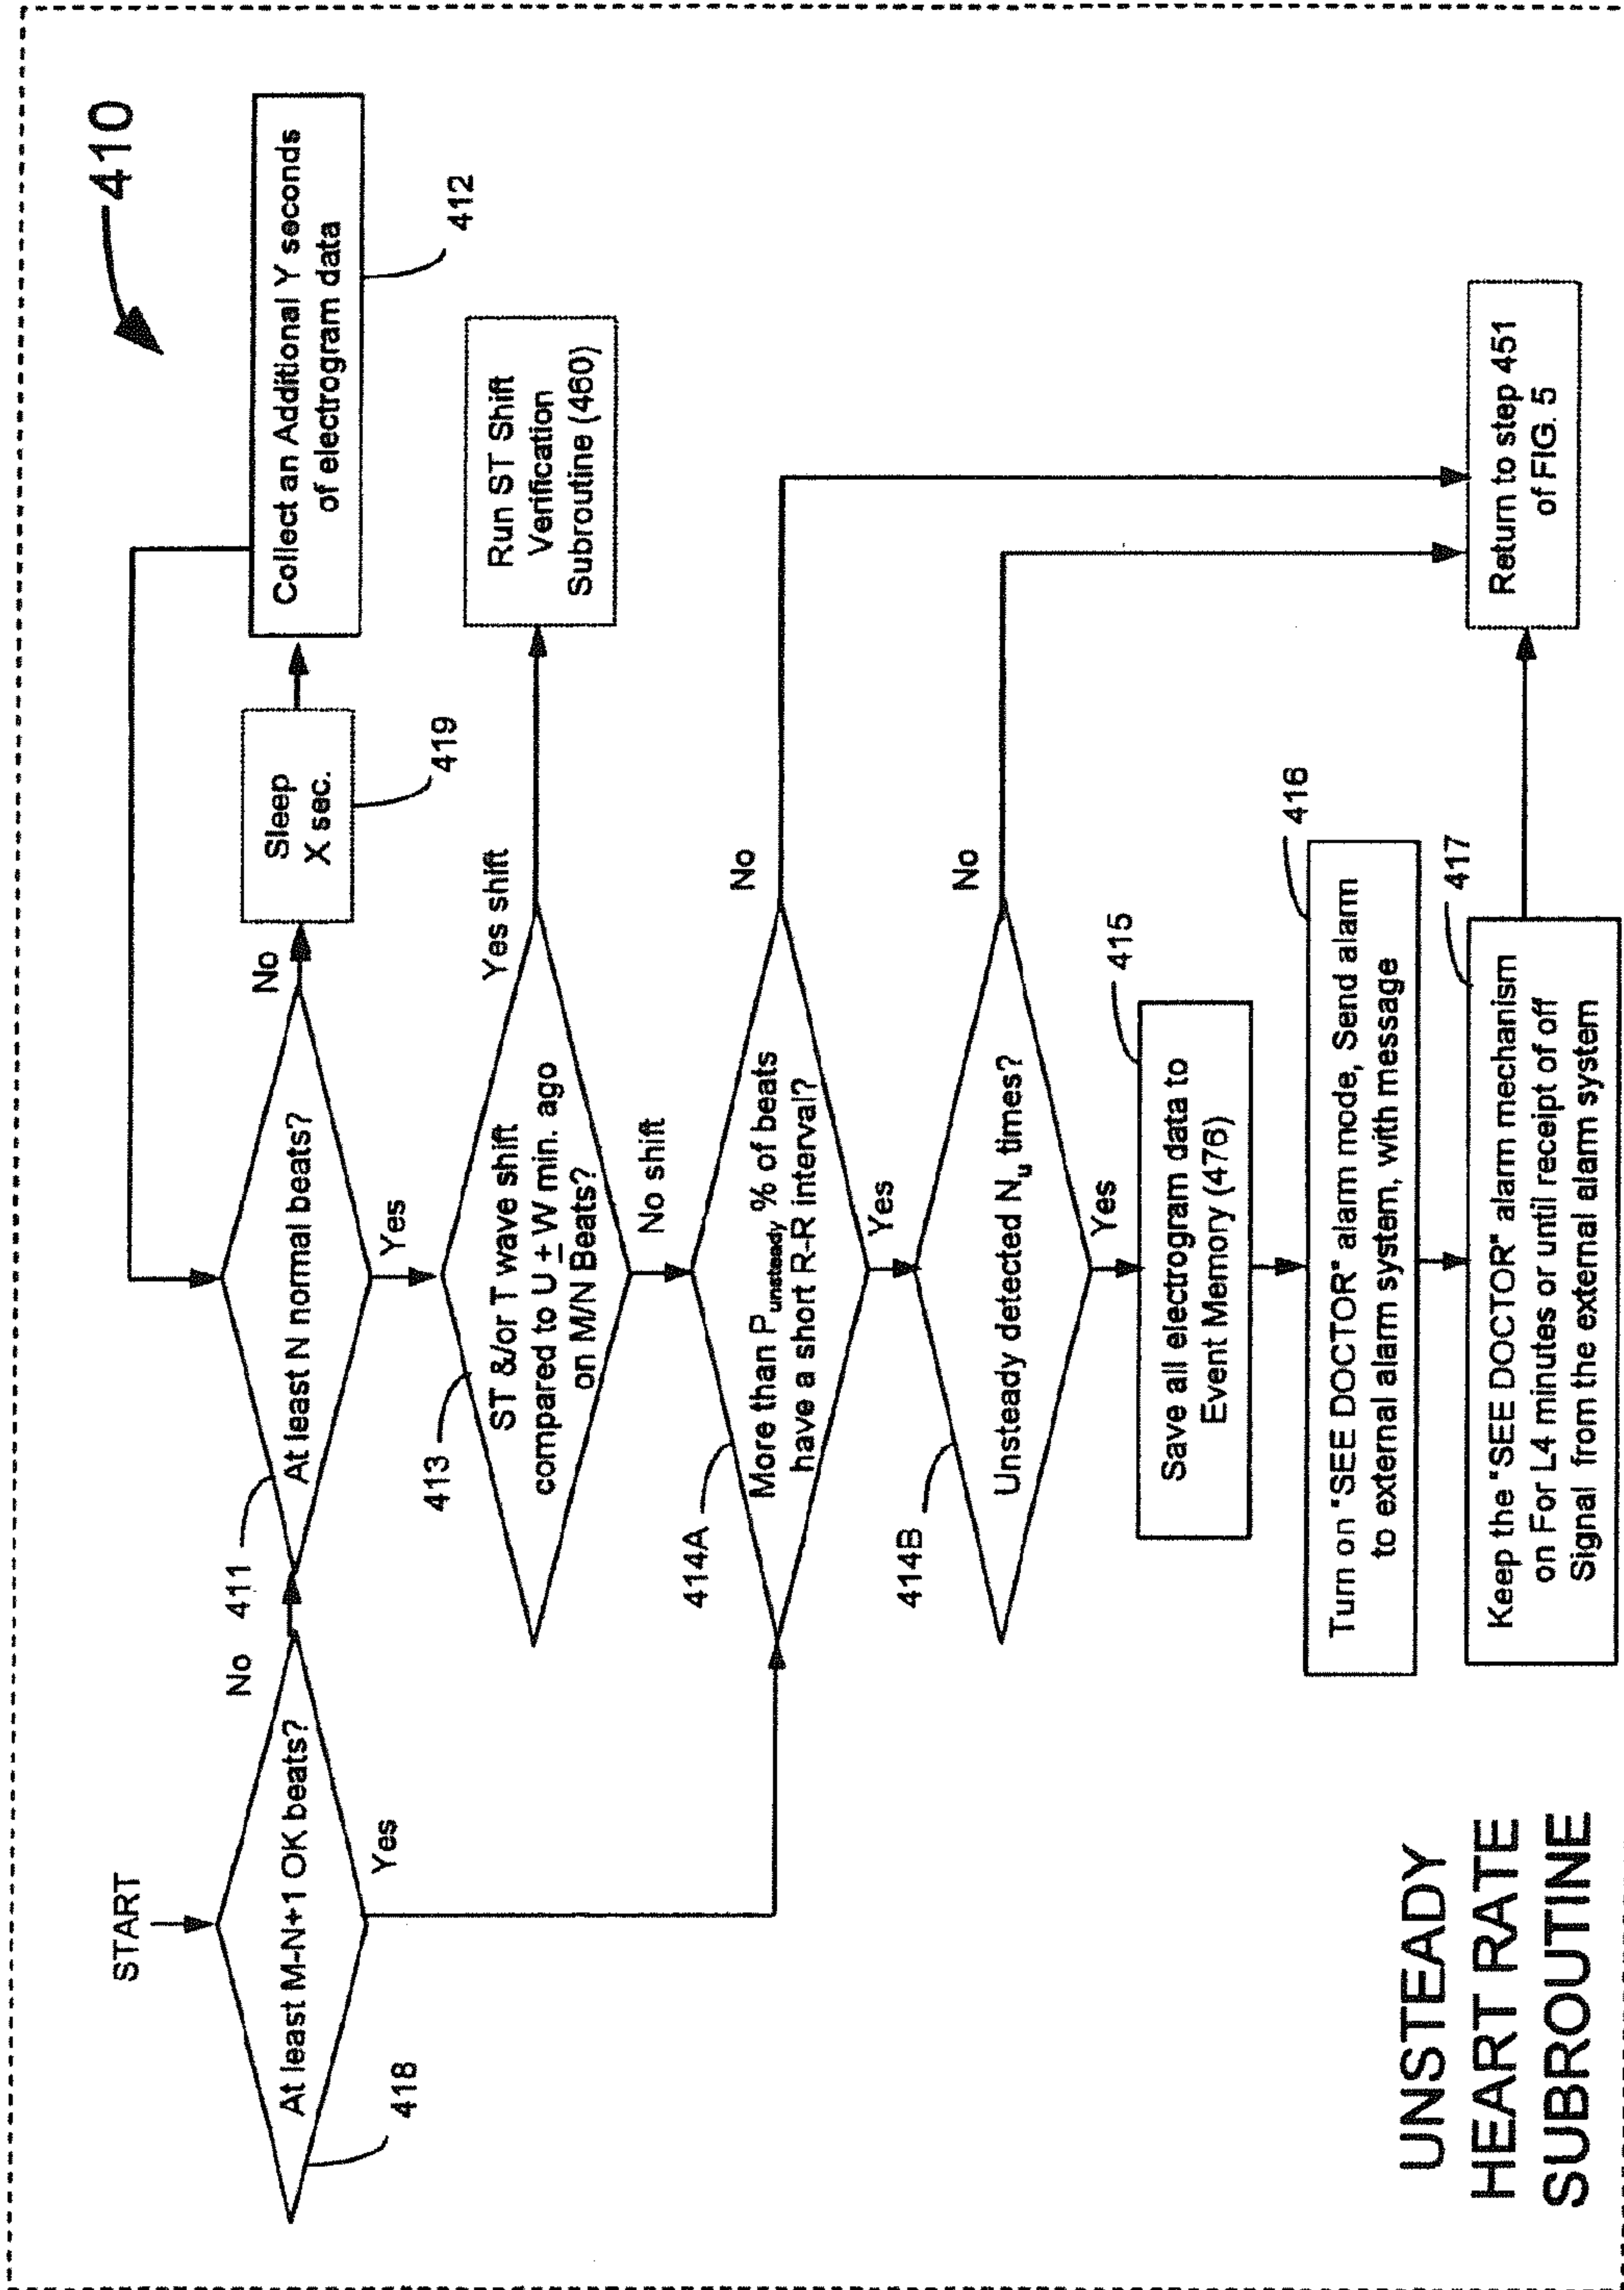 410
START
At least M-N+1 OK beats?
418
No
Yes
411
At least N normal beats?
No
Yes
Sleep
X sec.
419
Collect an Additional Y seconds
of electrogram data
412
413
ST &/or T wave shift
compared to U ± W min. ago
on M/N Beats?
Yes shift
No shift
Run ST Shift
Verification
Subroutine (460)
414A
More than Punsteady % of beats
have a short R-R interval?
No
Yes
414B
Unsteady detected Nu times?
No
Yes
415
Save all electrogram data to
Event Memory (476)
416
Turn on "SEE DOCTOR" alarm mode, Send alarm
to external alarm system, with message
417
Keep the "SEE DOCTOR" alarm mechanism
on For L4 minutes or until receipt of off
Signal from the external alarm system
Return to step 451
of FIG. 5
UNSTEADY
HEART RATE
SUBROUTINE